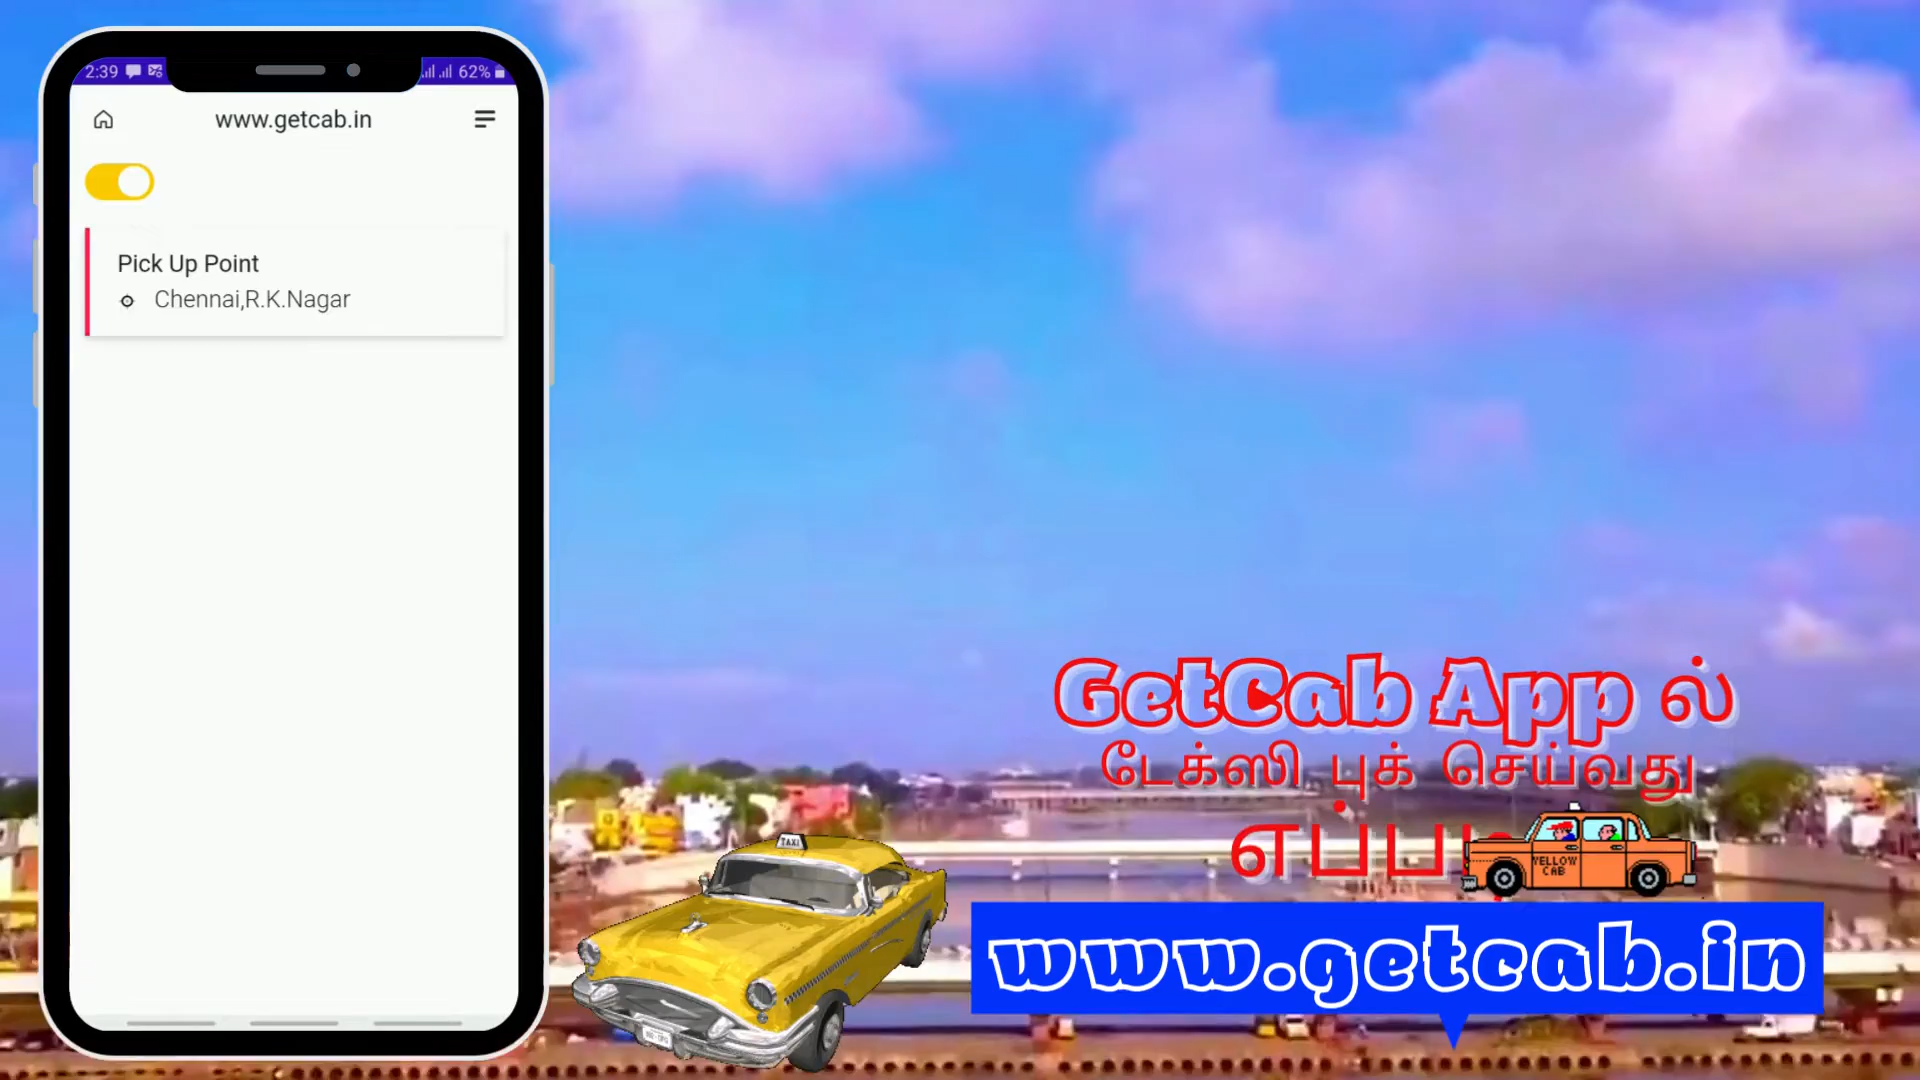 2:39
62%
www.getcab.in
Pick Up Point
Chennai,R.K.Nagar
GetCab App ல்
டேக்ஸி புக் செய்வது
TAXI
YELLOW
CAB
www.getcab.in